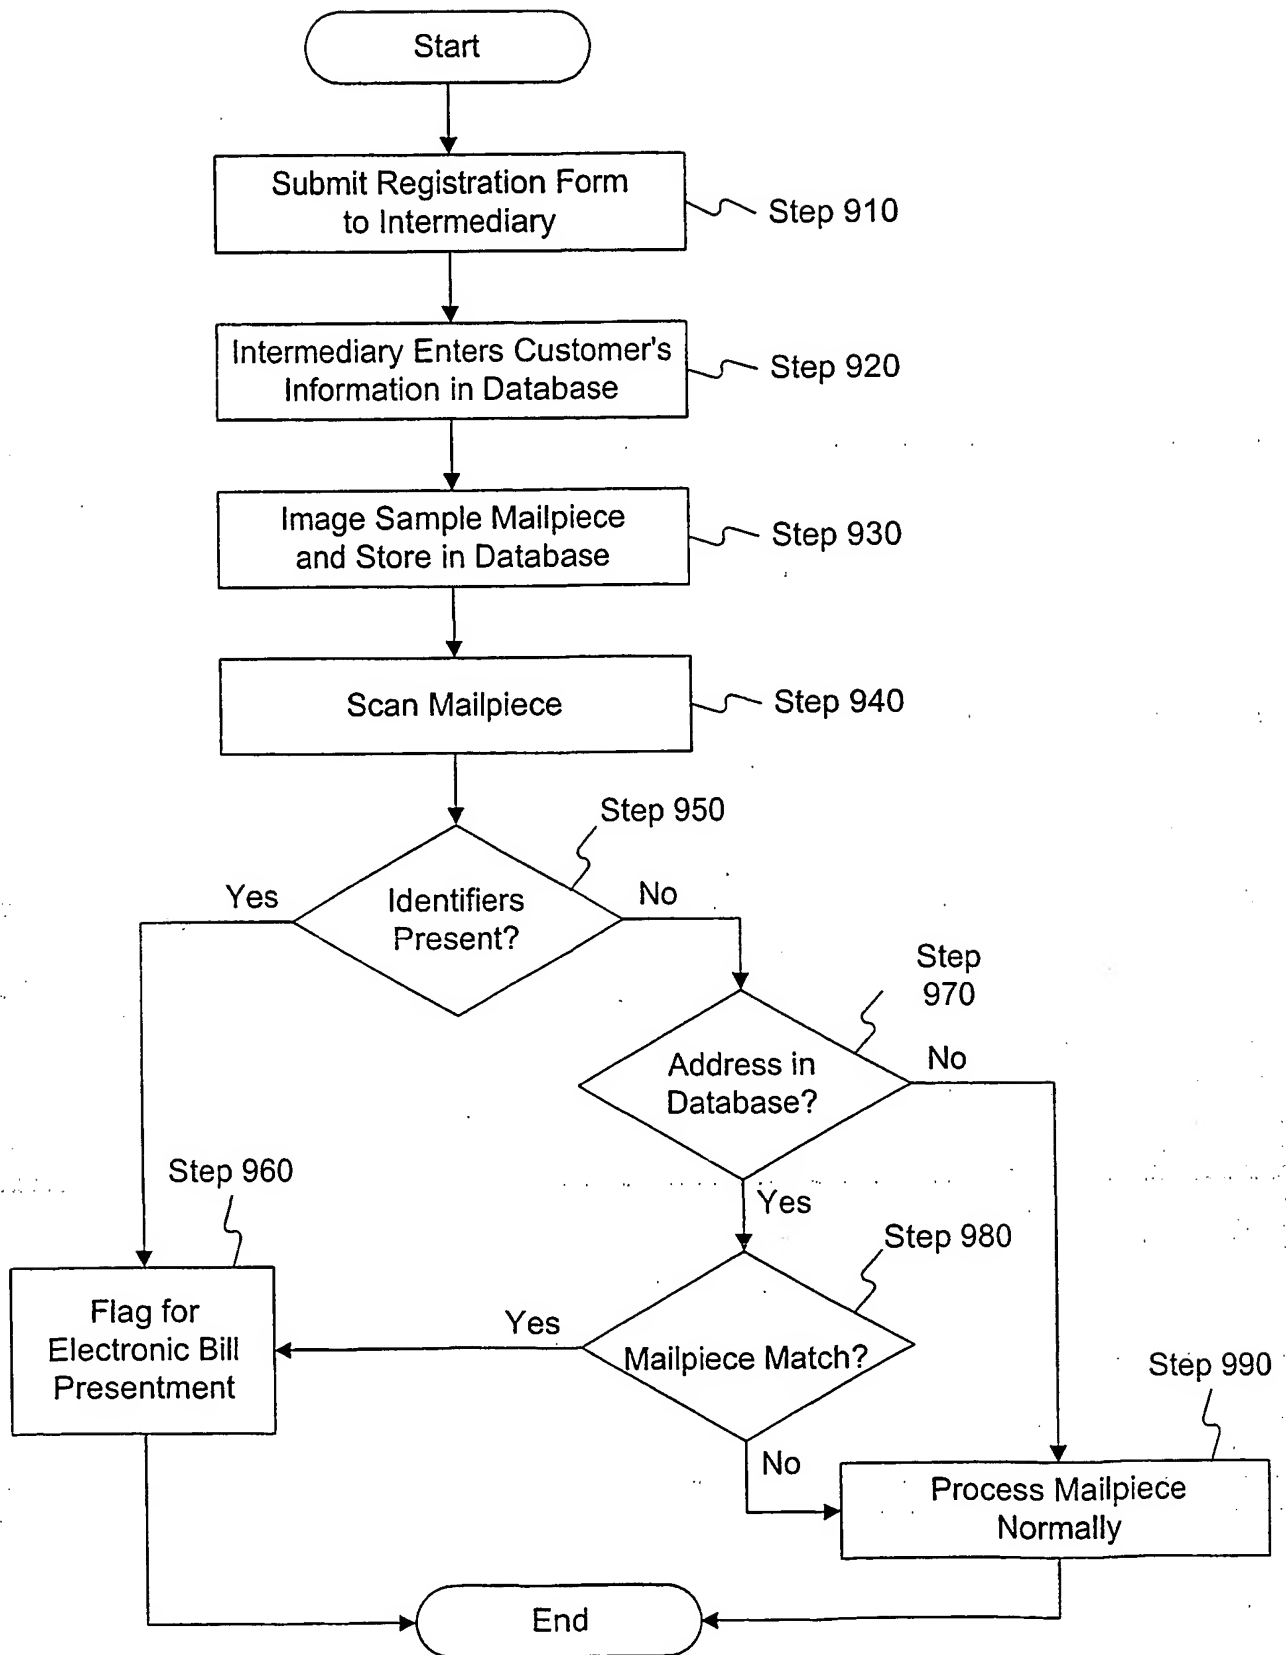 Start
Submit Registration Form
to Intermediary
Step 910
Intermediary Enters Customer's
Information in Database
Step 920
Image Sample Mailpiece
and Store in Database
Step 930
Scan Mailpiece
Step 940
Step 950
Yes
Identifiers
Present?
No
Step
970
Address in
Database?
No
Step 960
Yes
Step 980
Flag for
Electronic Bill
Presentment
Yes
Mailpiece Match?
Step 990
No
Process Mailpiece
Normally
End